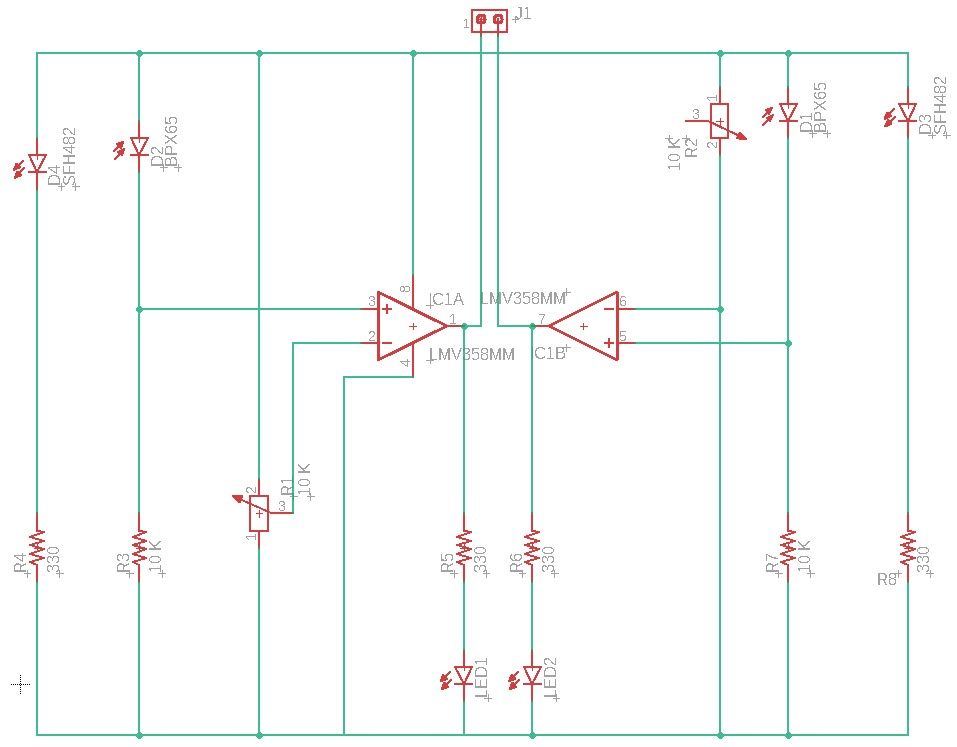 J1
1
D4
SFH482
D2
BPX65
3
1
2
10 K
R2
D1
BPX65
D3
SFH482
8
3
2
1
4
C1A
LMV358MM
LMV358MM
7
6
5
C1B
2
R1
10 K
3
1
R4
330
R3
10 K
R5
330
R6
330
R7
10 K
R8
330
LED1
LED2